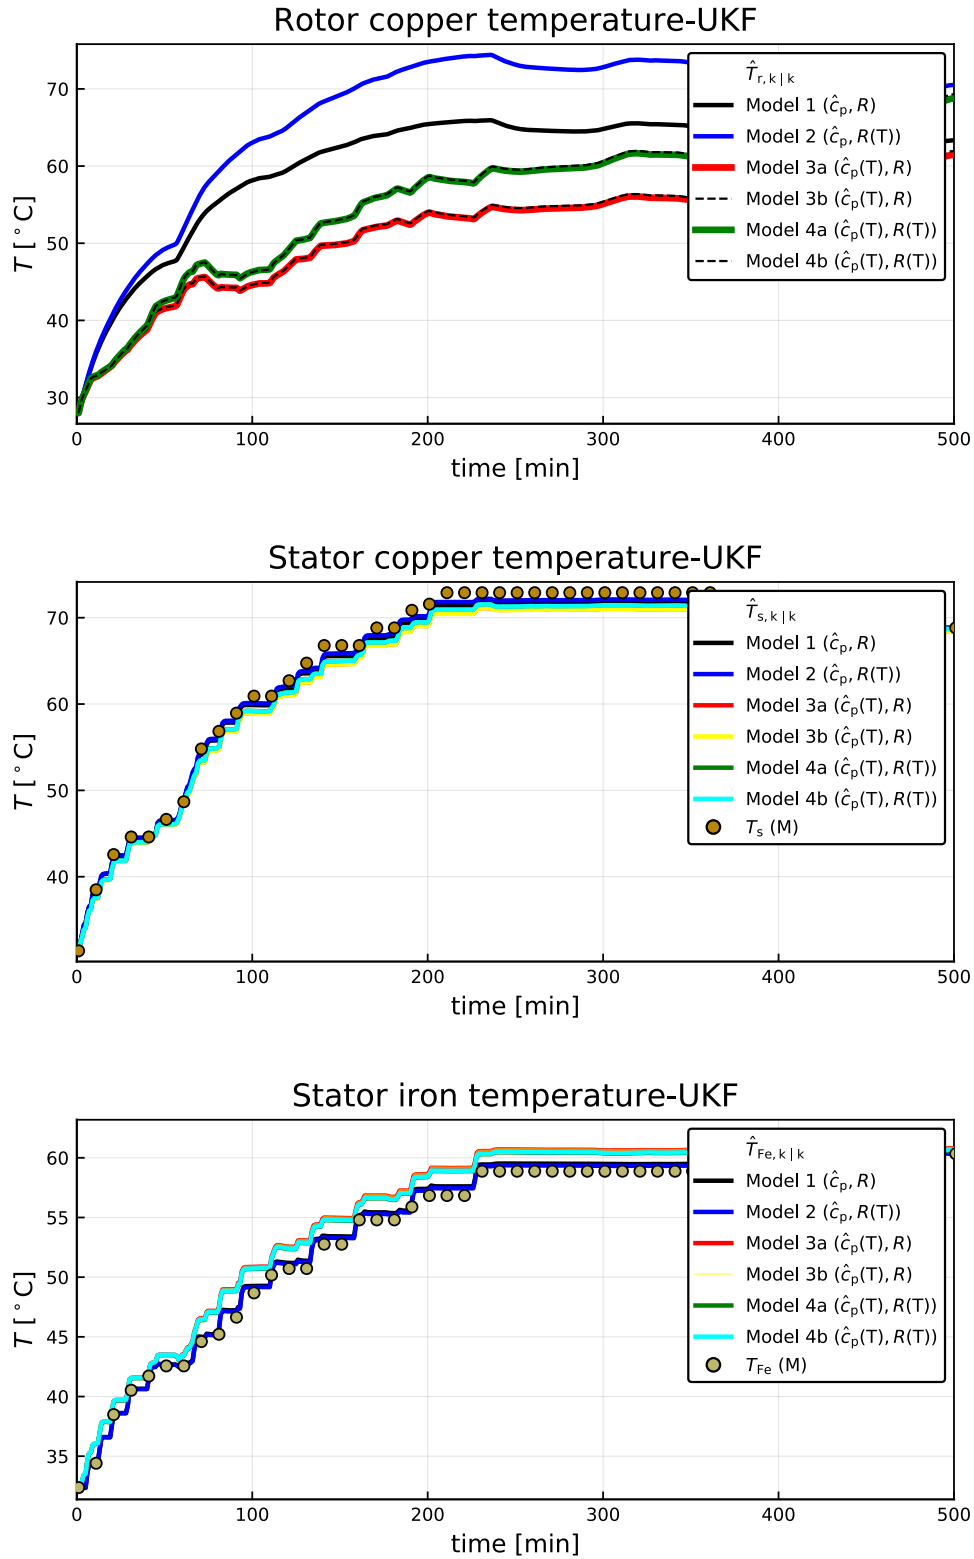 Rotor copper temperature-UKF
T [°C]
70
60
50
40
30
0 100 200 300 400 500
time [min]
T̂r,k|k
Model 1 (ĉp, R)
Model 2 (ĉp, R(T))
Model 3a (ĉp(T), R)
Model 3b (ĉp(T), R)
Model 4a (ĉp(T), R(T))
Model 4b (ĉp(T), R(T))
Stator copper temperature-UKF
T [°C]
70
60
50
40
0 100 200 300 400 500
time [min]
T̂s,k|k
Model 1 (ĉp, R)
Model 2 (ĉp, R(T))
Model 3a (ĉp(T), R)
Model 3b (ĉp(T), R)
Model 4a (ĉp(T), R(T))
Model 4b (ĉp(T), R(T))
Ts (M)
Stator iron temperature-UKF
T [°C]
60
55
50
45
40
35
0 100 200 300 400 500
time [min]
T̂Fe,k|k
Model 1 (ĉp, R)
Model 2 (ĉp, R(T))
Model 3a (ĉp(T), R)
Model 3b (ĉp(T), R)
Model 4a (ĉp(T), R(T))
Model 4b (ĉp(T), R(T))
TFe (M)